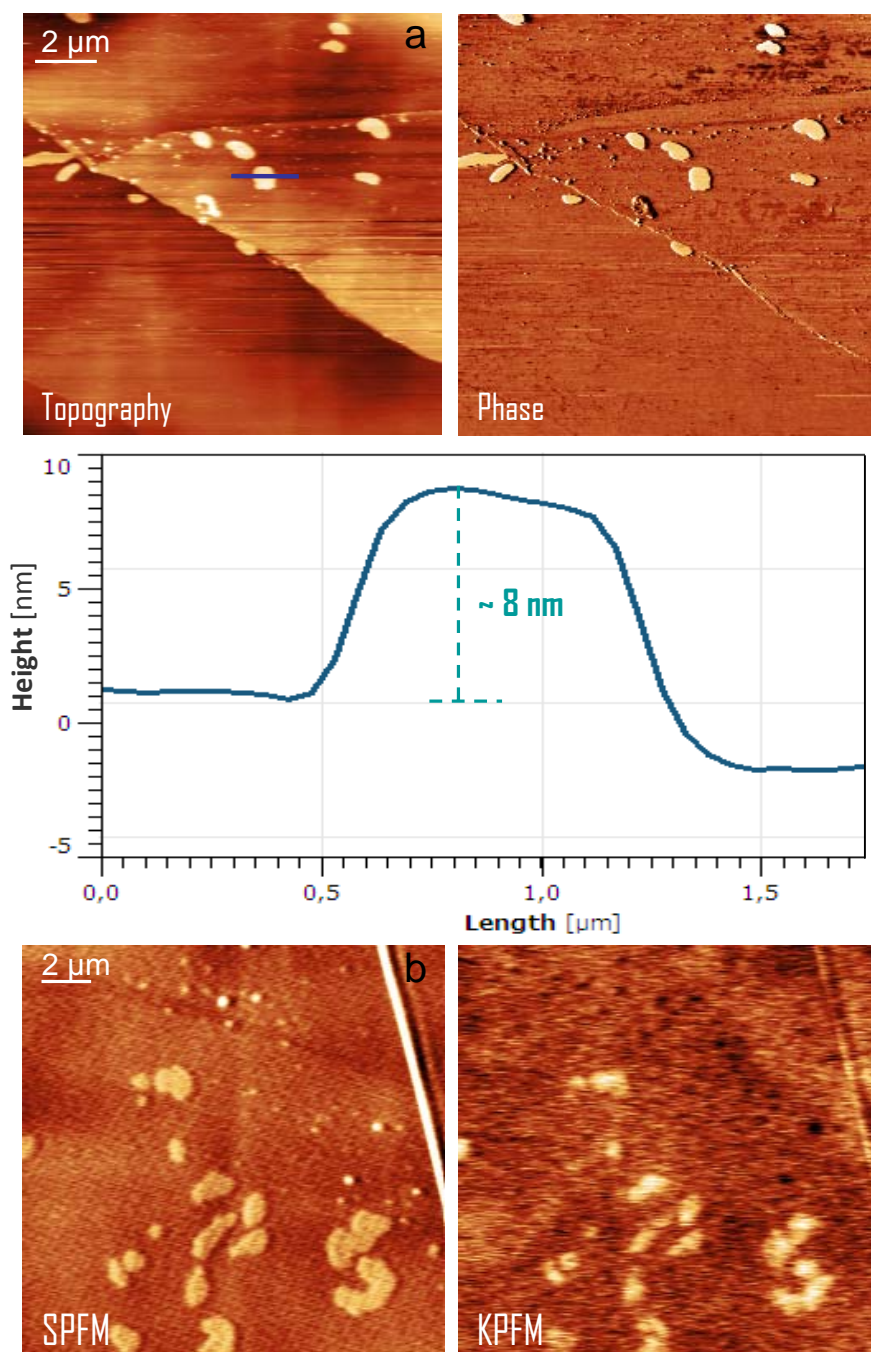 2 µm
a
Topography
Phase
10
5
0
-5
Height [nm]
~ 8 nm
0,0
0,5
1,0
1,5
Length [µm]
2 µm
b
SPFM
KPFM